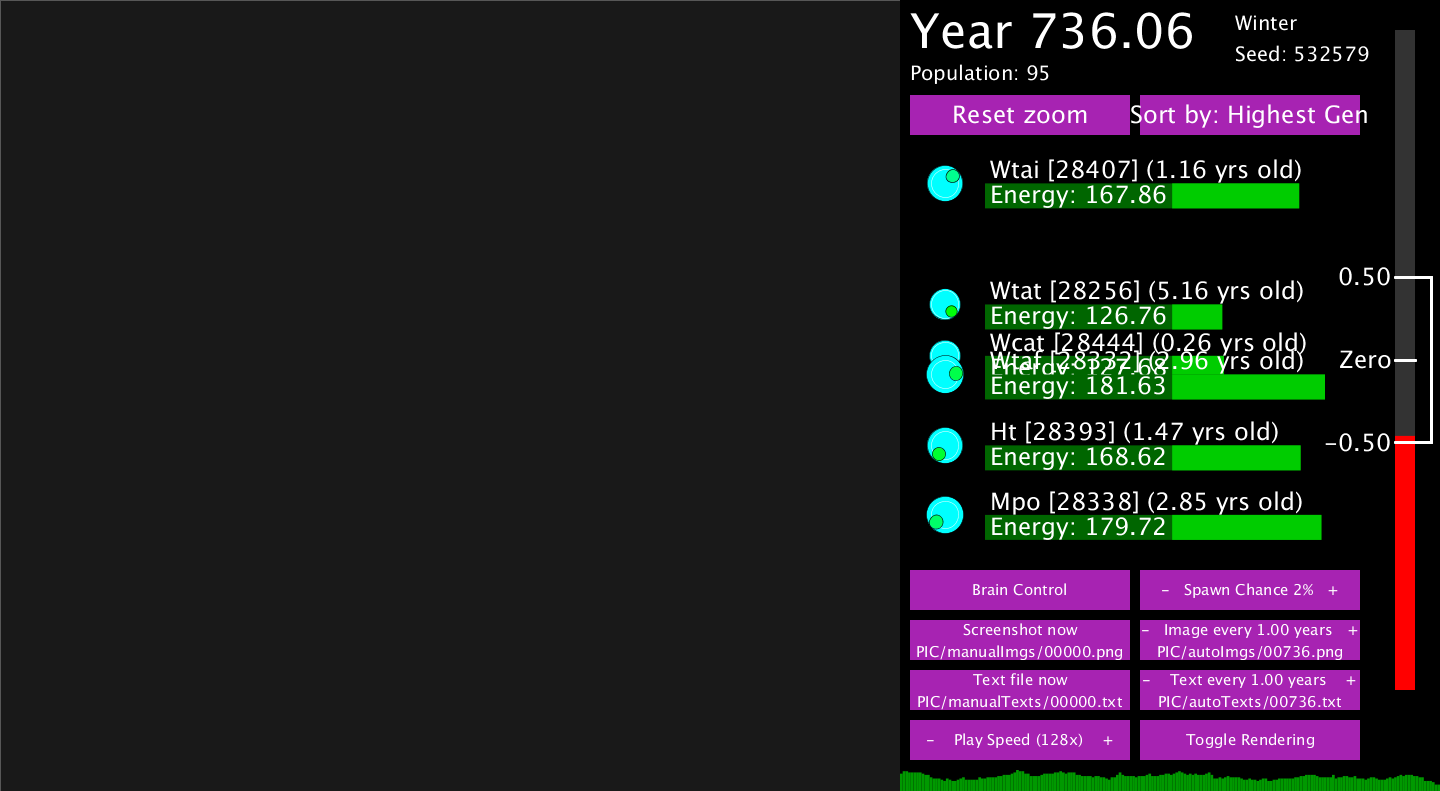 Year 736.06
Winter
Seed: 532579
Population: 95
Reset zoom
Sort by: Highest Gen
Wtai [28407] (1.16 yrs old)
Energy: 167.86
0.50
Wtat [28256] (5.16 yrs old)
Energy: 126.76
Wcat [28444] (0.26 yrs old)
Zero
(2.96 yrs old)
Energy: 181.63
Ht [28393] (1.47 yrs old)
−0.50
Energy: 168.62
Mpo [28338] (2.85 yrs old)
Energy: 179.72
Brain Control
- Spawn Chance 2% +
Screenshot now
PIC/manualImgs/00000.png
- Image every 1.00 years +
PIC/autoImgs/00736.png
Text file now
PIC/manualTexts/00000.txt
- Text every 1.00 years +
PIC/autoTexts/00736.txt
- Play Speed (128x) +
Toggle Rendering